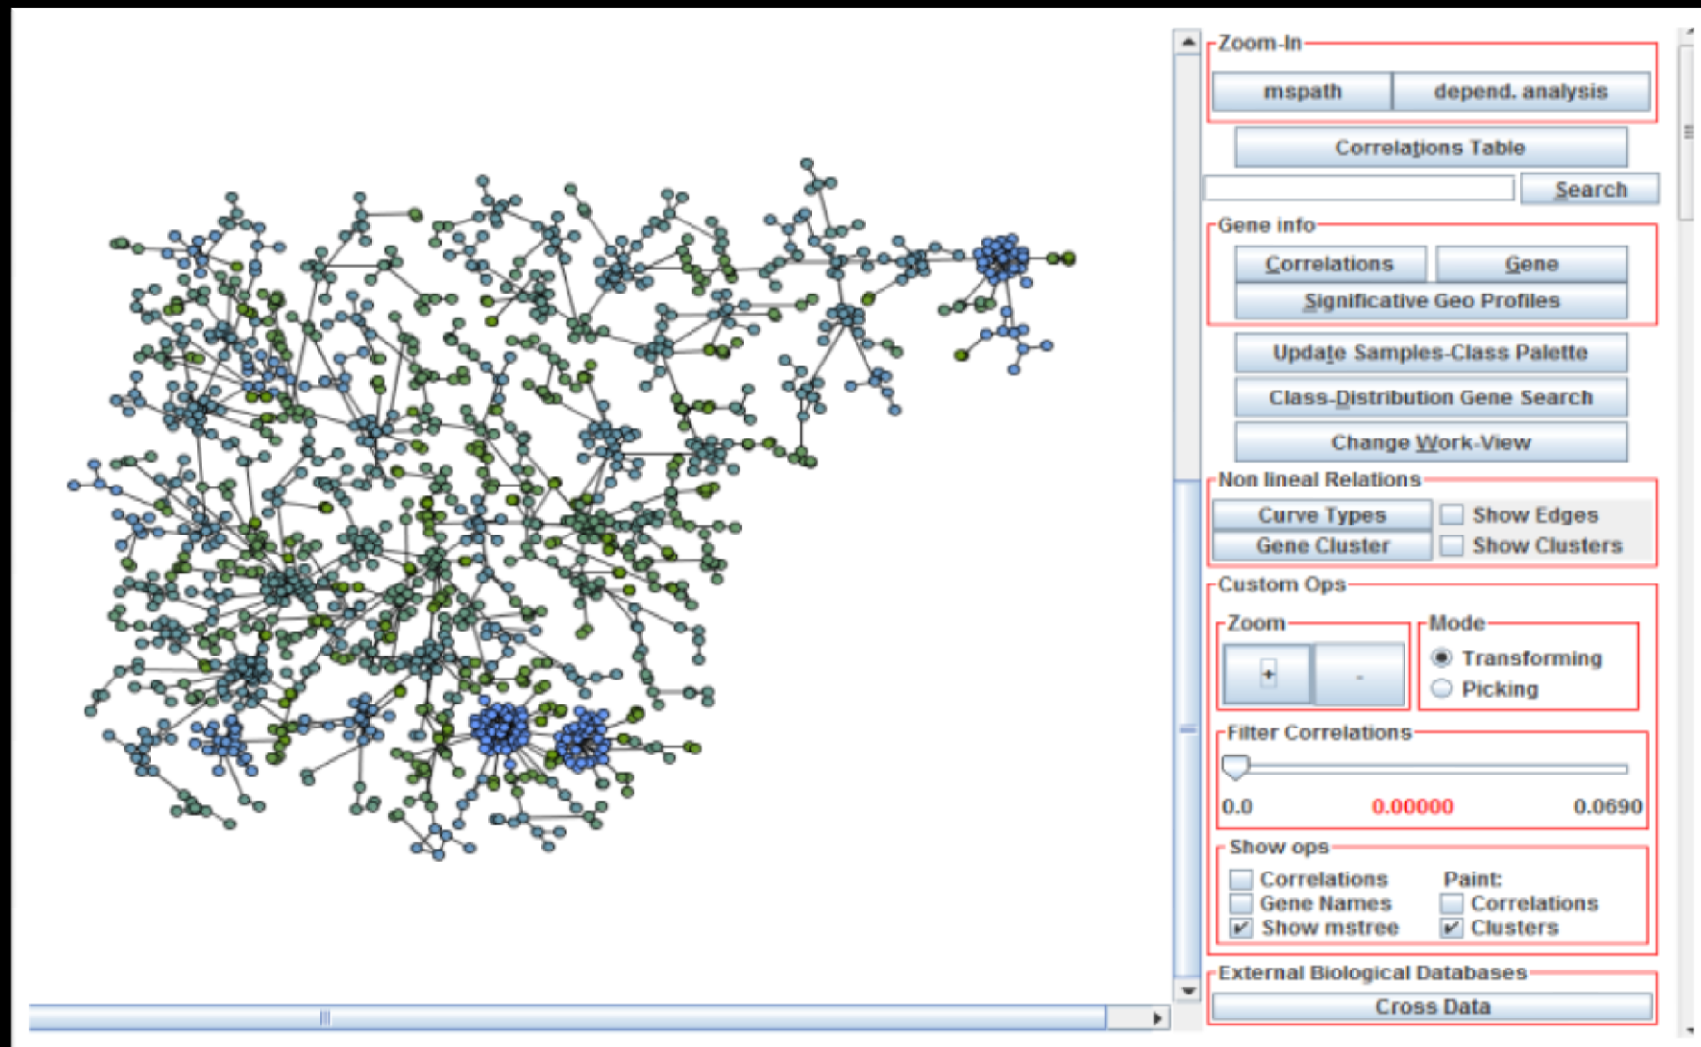 Zoom-In
mspath depend. analysis
Correlations Table
Search
Gene info
Correlations Gene
Significative Geo Profiles
Update Samples-Class Palette
Class-Distribution Gene Search
Change Work-View
Non lineal Relations
Curve Types Show Edges
Gene Cluster Show Clusters
Custom Ops
Zoom Mode
+ - Transforming
Picking
Filter Correlations
0.0 0.00000 0.0690
Show ops
Correlations Paint:
Gene Names Correlations
Show mstree Clusters
External Biological Databases
Cross Data